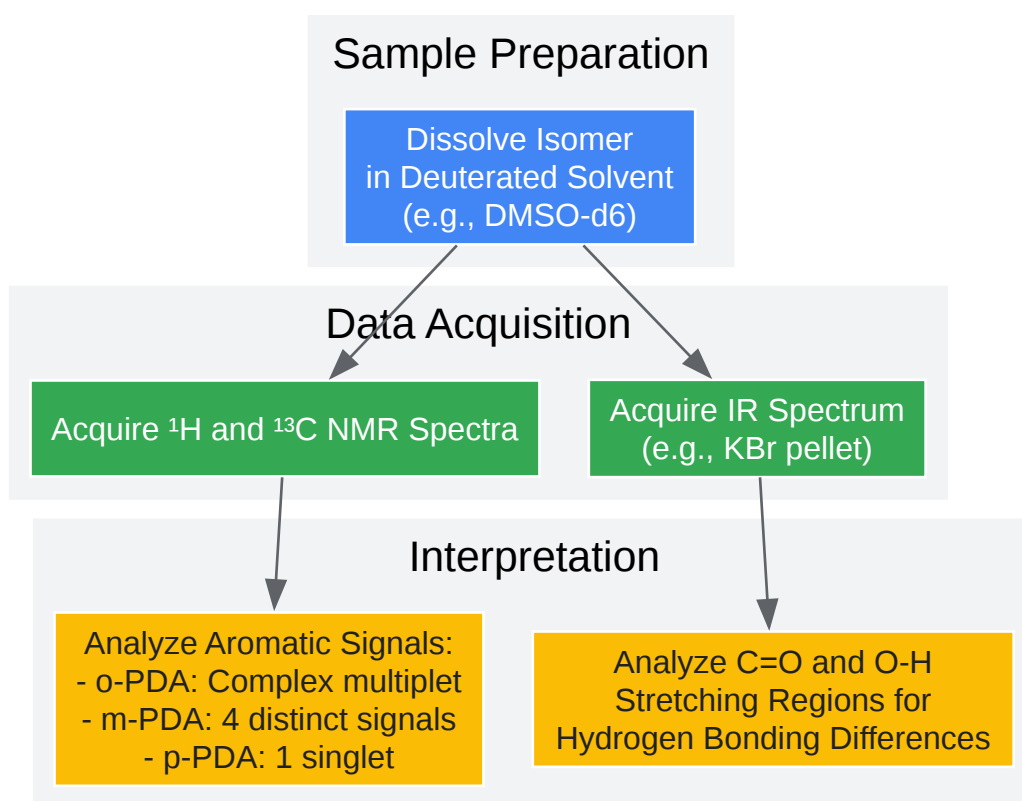 Sample Preparation
Dissolve Isomer
in Deuterated Solvent
(e.g., DMSO-d6)
Data Acquisition
Acquire ¹H and ¹³C NMR Spectra
Acquire IR Spectrum
(e.g., KBr pellet)
Interpretation
Analyze Aromatic Signals:
- o-PDA: Complex multiplet
- m-PDA: 4 distinct signals
- p-PDA: 1 singlet
Analyze C=O and O-H
Stretching Regions for
Hydrogen Bonding Differences